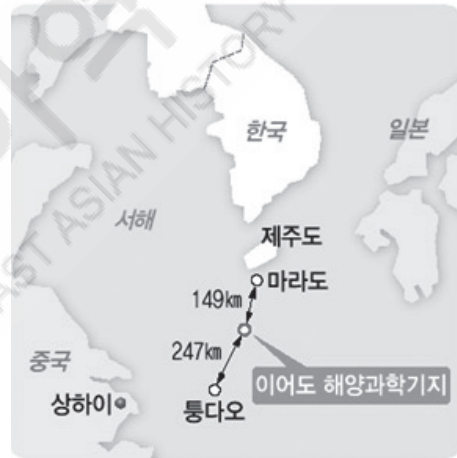 한국
일본
서해
제주도
마라도
149km
247km
중국
이어도 해양과학기지
상하이
퉁다오
EAST ASIAN HISTORY